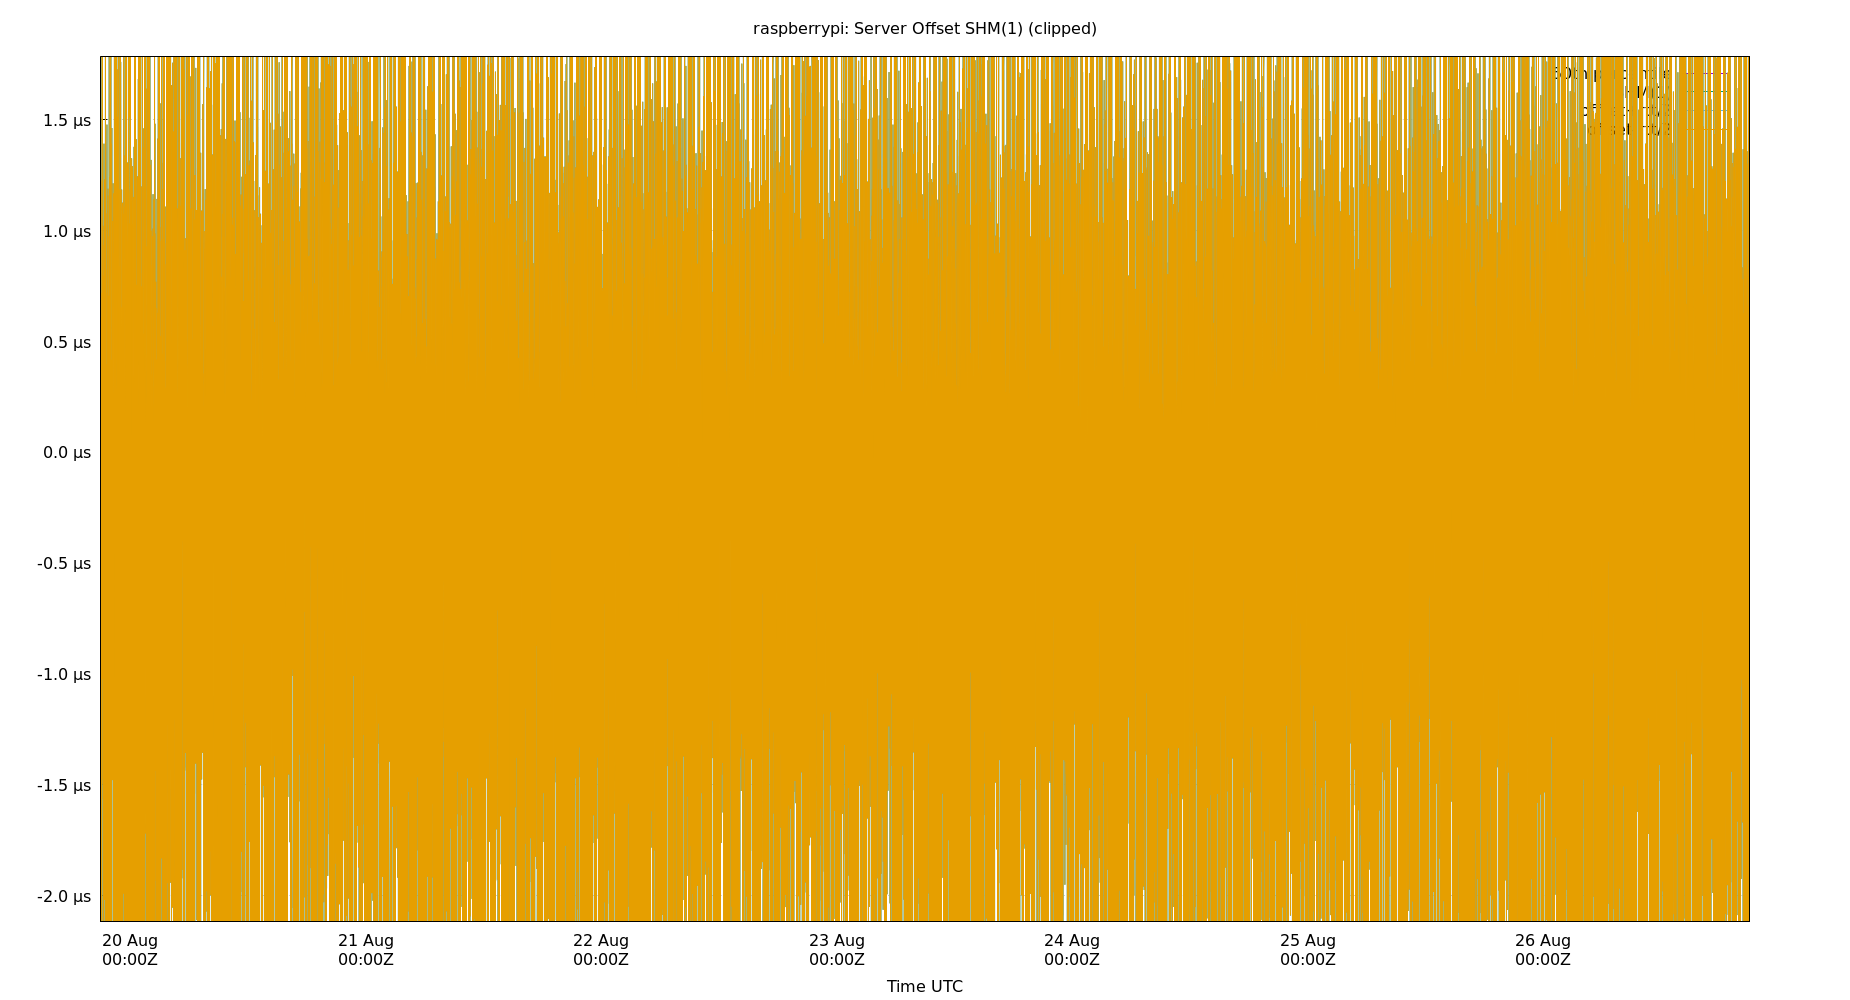 raspberrypi: Server Offset SHM(1) (clipped)
1.5 µs
1.0 µs
0.5 µs
0.0 µs
-0.5 µs
-1.0 µs
-1.5 µs
-2.0 µs
20 Aug
00:00Z
21 Aug
00:00Z
22 Aug
00:00Z
23 Aug
00:00Z
24 Aug
00:00Z
25 Aug
00:00Z
26 Aug
00:00Z
Time UTC